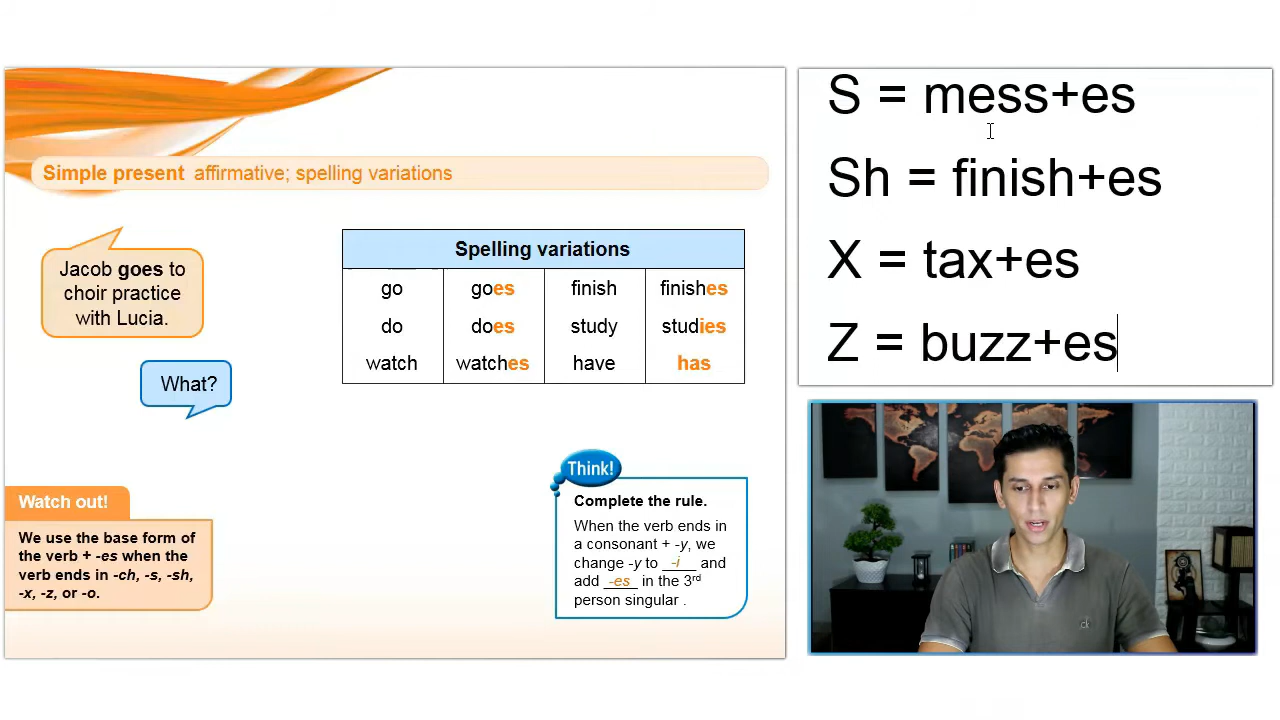 Simple present affirmative; spelling variations
Jacob goes to
choir practice
with Lucia.
What?
Spelling variations
go goes finish finishes
do does study studies
watch watches have has
Watch out!
We use the base form of
the verb + -es when the
verb ends in -ch, -s, -sh,
-x, -z, or -o.
Think!
Complete the rule.
When the verb ends in
a consonant + -y, we
change -y to __-i__ and
add _-es_ in the 3rd
person singular .
S = mess+es
Sh = finish+es
X = tax+es
Z = buzz+es